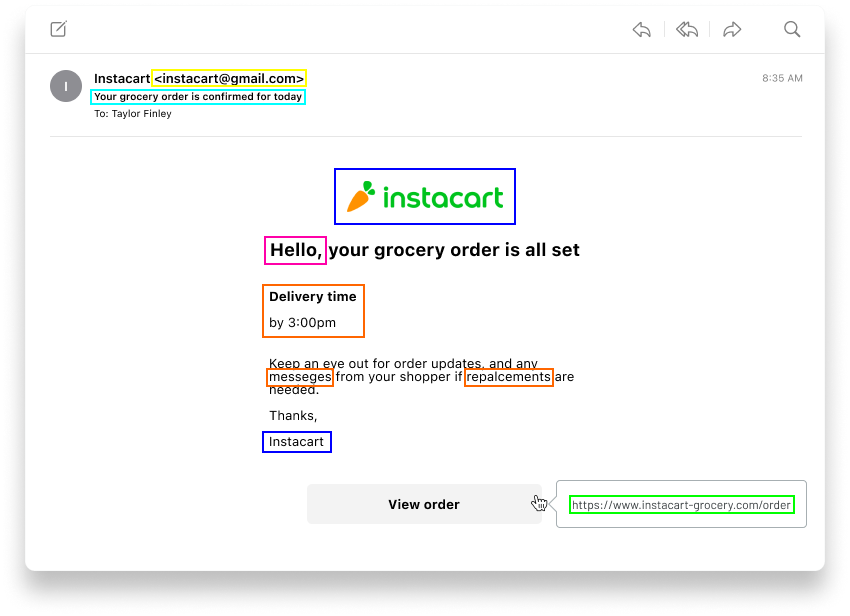 I
Instacart <instacart@gmail.com>
8:35 AM
Your grocery order is confirmed for today
To: Taylor Finley
instacart
Hello, your grocery order is all set
Delivery time
by 3:00pm
Keep an eye out for order updates, and any
messeges from your shopper if repalcements are
needed.
Thanks,
Instacart
View order
https://www.instacart-grocery.com/order